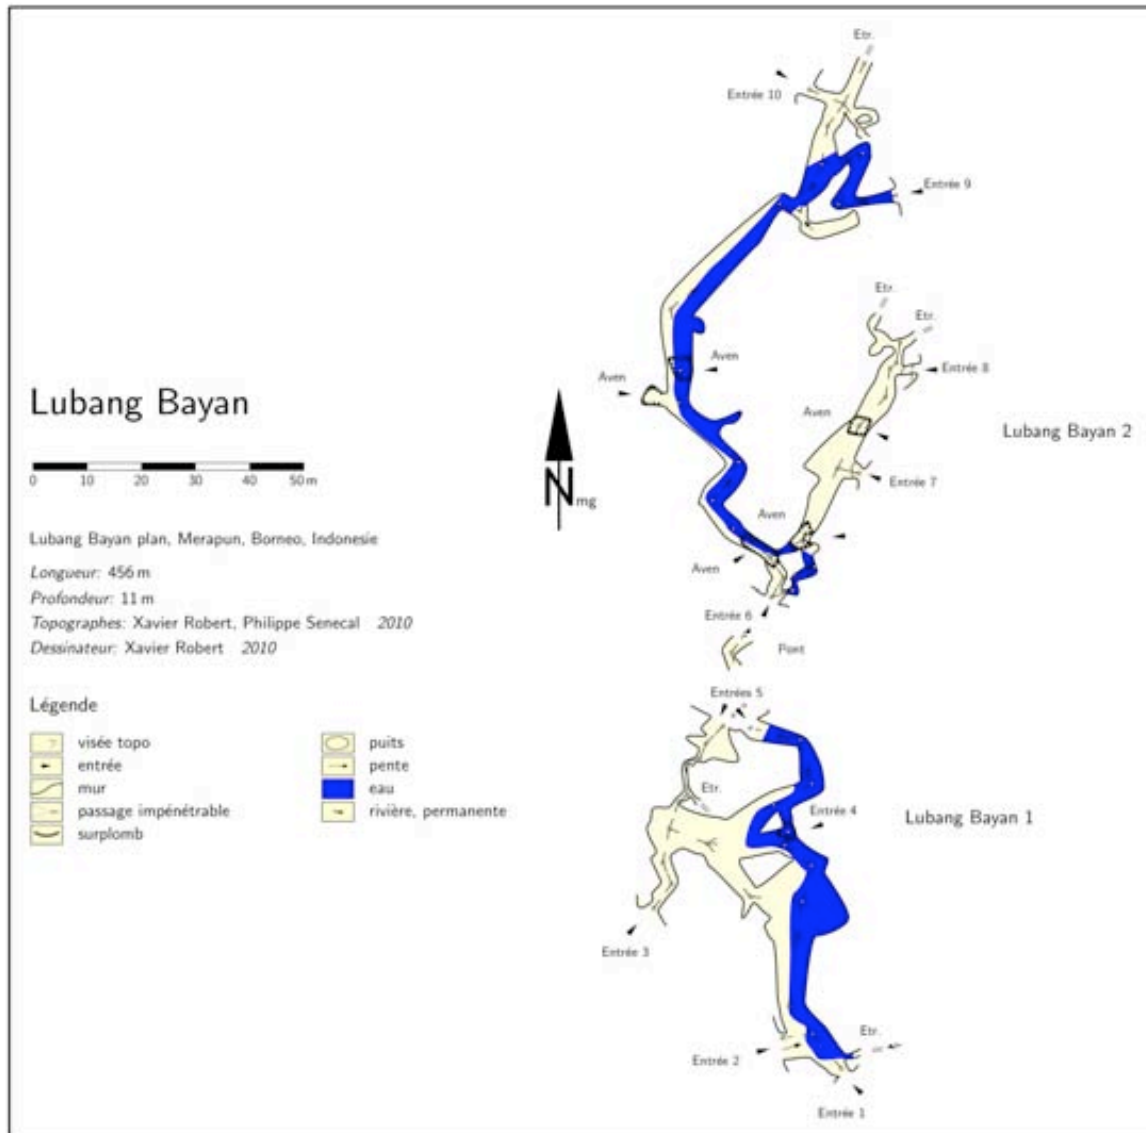 Etr.
Entrée 10
Entrée 9
Etr.
Etr.
Aven
Aven
Entrée 8
Lubang Bayan
Aven
Lubang Bayan 2
0 10 20 30 40 50 m
N mg
Entrée 7
Aven
Lubang Bayan plan, Merapun, Borneo, Indonesie
Aven
Longueur: 456 m
Profondeur: 11 m
Entrée 6
Topographes: Xavier Robert, Philippe Senecal 2010
Dessinateur: Xavier Robert 2010
Pont
Entrées 5
Légende
visée topo
puits
entrée
pente
mur
eau
passage impénétrable
rivière, permanente
surplomb
Etr.
Entrée 4
Lubang Bayan 1
Entrée 3
Etr.
Entrée 2
Entrée 1